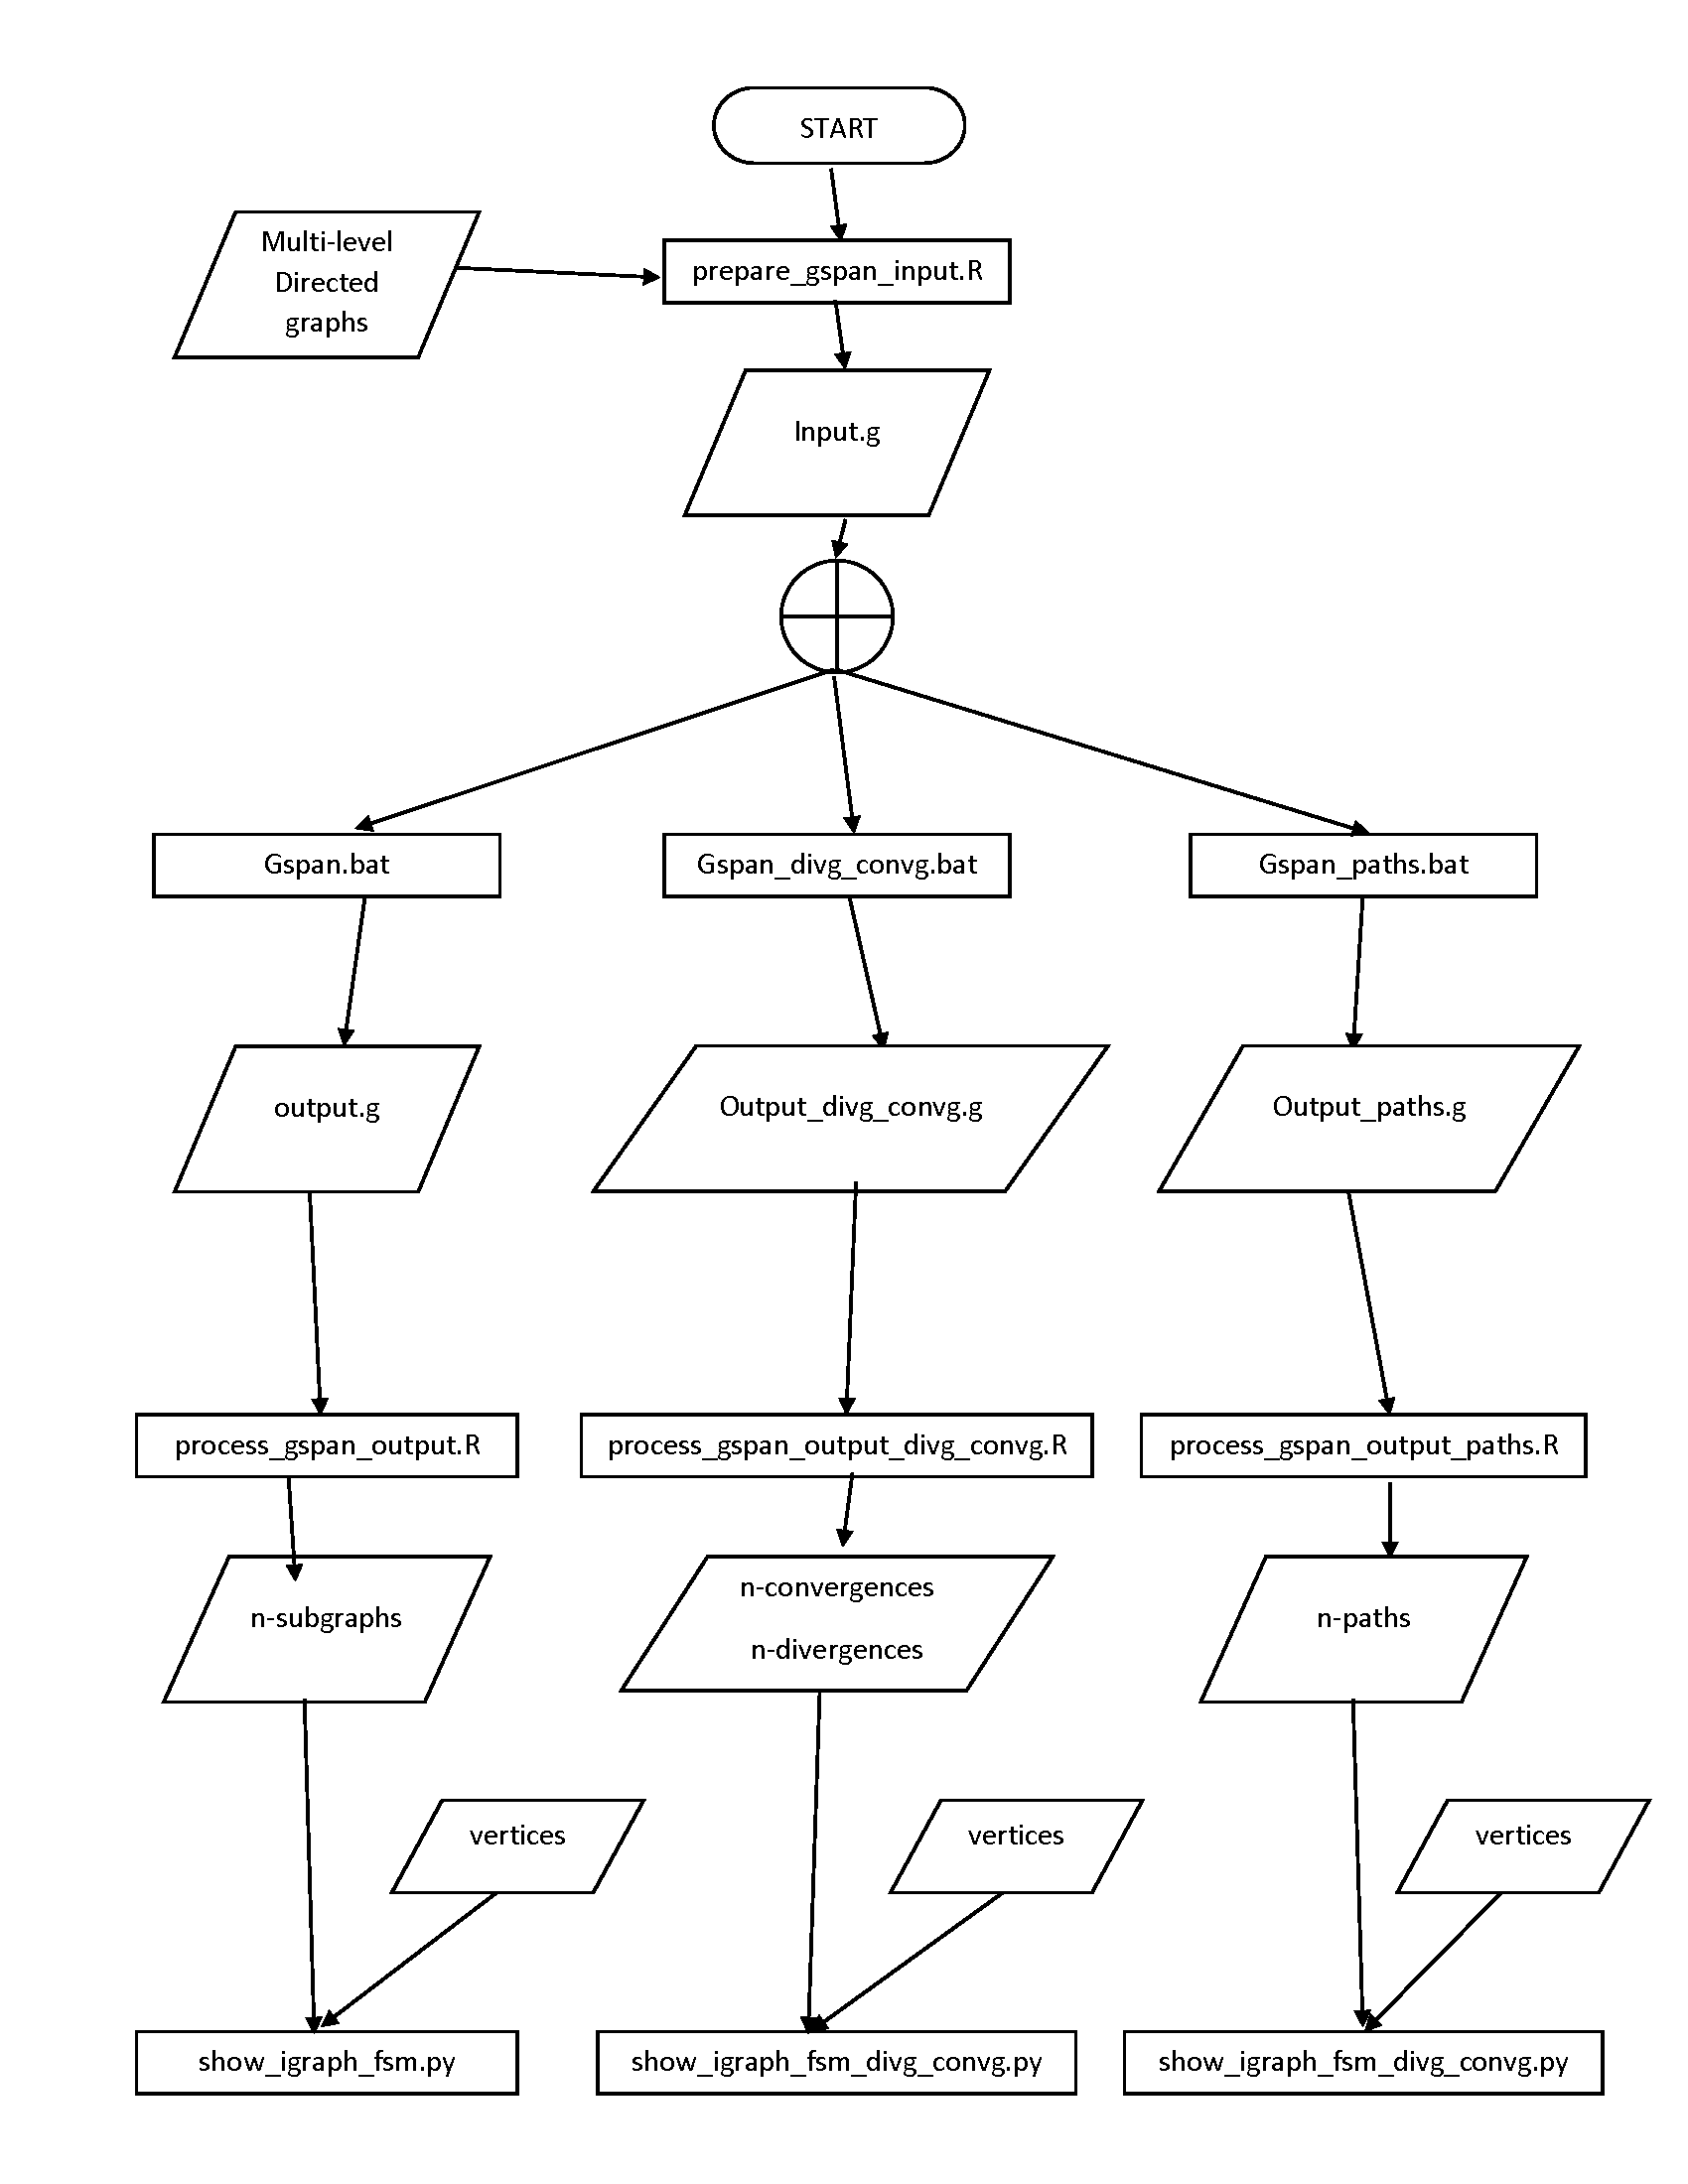 START
Multi-level
Directed
graphs
prepare_gspan_input.R
Input.g
Gspan.bat
Gspan_divg_convg.bat
Gspan_paths.bat
output.g
Output_divg_convg.g
Output_paths.g
process_gspan_output.R
process_gspan_output_divg_convg.R
process_gspan_output_paths.R
n-subgraphs
n-convergences
n-divergences
n-paths
vertices
vertices
vertices
show_igraph_fsm.py
show_igraph_fsm_divg_convg.py
show_igraph_fsm_divg_convg.py